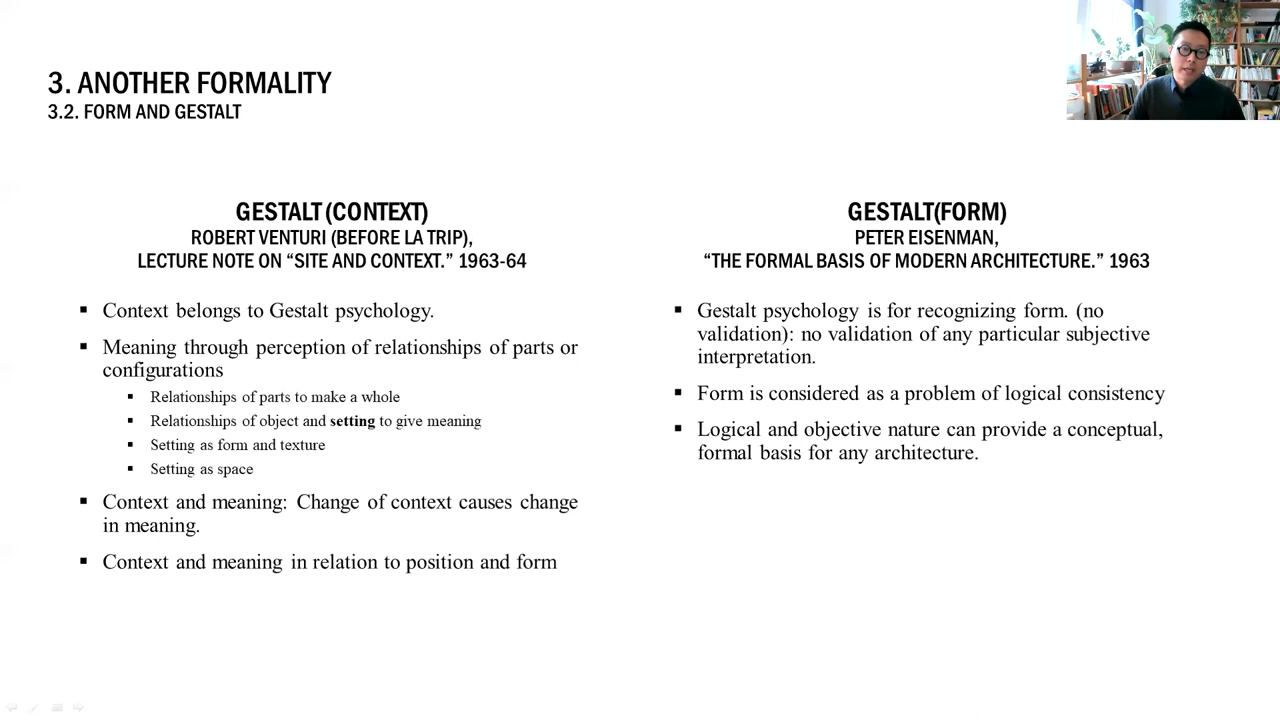 3. ANOTHER FORMALITY
3.2. FORM AND GESTALT
GESTALT (CONTEXT)
ROBERT VENTURI (BEFORE LA TRIP),
LECTURE NOTE ON “SITE AND CONTEXT.” 1963-64
▪ Context belongs to Gestalt psychology.
▪ Meaning through perception of relationships of parts or
configurations
▪ Relationships of parts to make a whole
▪ Relationships of object and setting to give meaning
▪ Setting as form and texture
▪ Setting as space
▪ Context and meaning: Change of context causes change
in meaning.
▪ Context and meaning in relation to position and form
GESTALT(FORM)
PETER EISENMAN,
“THE FORMAL BASIS OF MODERN ARCHITECTURE.” 1963
▪ Gestalt psychology is for recognizing form. (no
validation): no validation of any particular subjective
interpretation.
▪ Form is considered as a problem of logical consistency
▪ Logical and objective nature can provide a conceptual,
formal basis for any architecture.